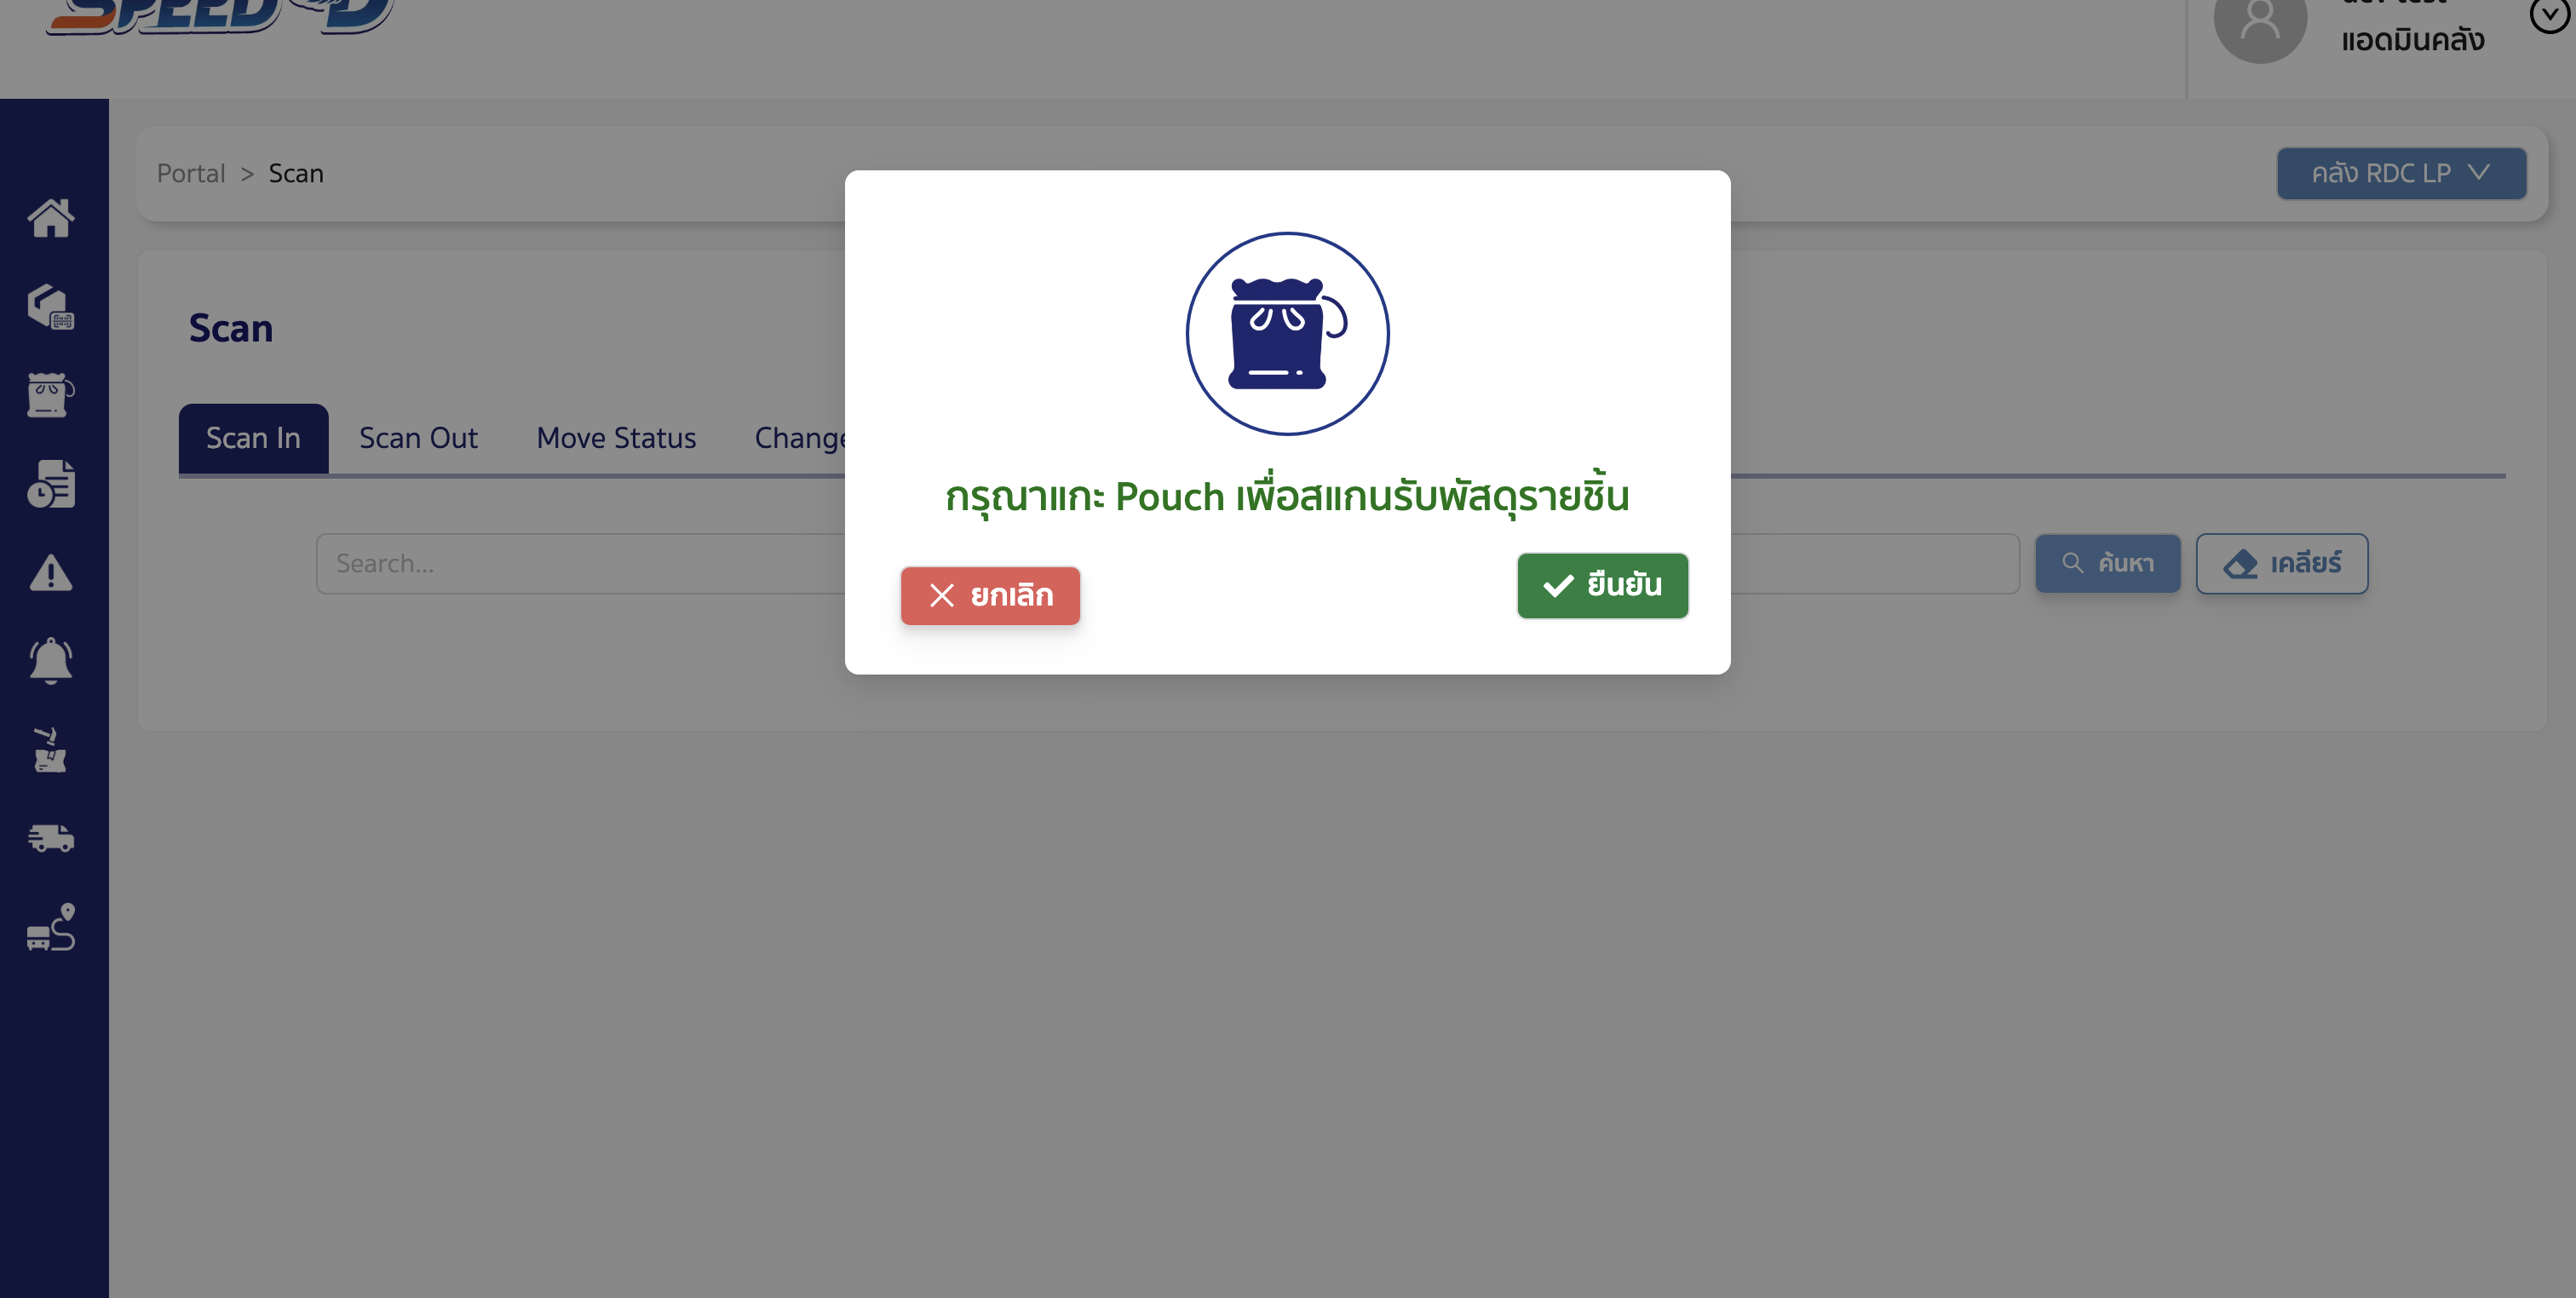 SPEED D
แอดมินคลัง
Portal > Scan
คลัง RDC LP
Scan
Scan In
Scan Out
Move Status
Change
กรุณาแกะ Pouch เพื่อสแกนรับพัสดุรายชิ้น
Search...
ค้นหา
เคลียร์
ยกเลิก
ยืนยัน